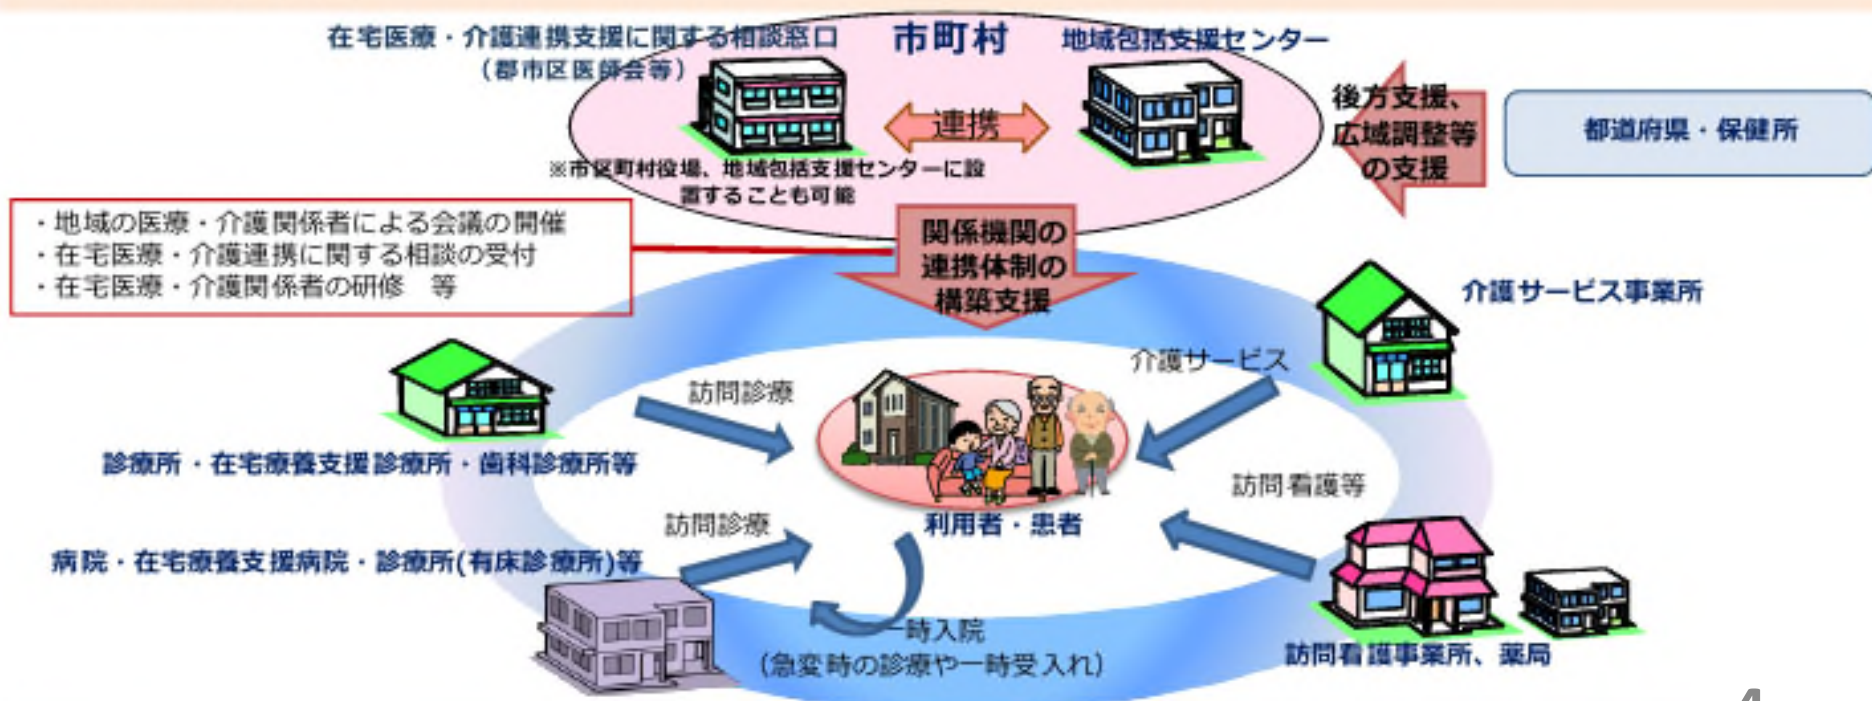 在宅医療・介護連携支援に関する相談窓口
（郡市区医師会等）
市町村
地域包括支援センター
連携
※市区町村役場、地域包括支援センターに設
置することも可能
後方支援、
広域調整等
の支援
都道府県・保健所
・地域の医療・介護関係者による会議の開催
・在宅医療・介護連携に関する相談の受付
・在宅医療・介護関係者の研修　等
関係機関の
連携体制の
構築支援
介護サービス事業所
介護サービス
訪問診療
診療所・在宅療養支援診療所・歯科診療所等
利用者・患者
訪問看護等
訪問診療
病院・在宅療養支援病院・診療所(有床診療所)等
一時入院
（急変時の診療や一時受入れ）
訪問看護事業所、薬局